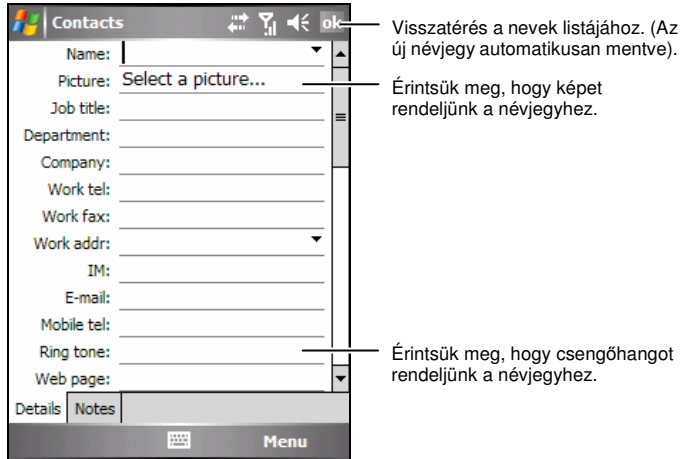 Contacts ok
Name:
Picture: Select a picture...
Job title:
Department:
Company:
Work tel:
Work fax:
Work addr:
IM:
E-mail:
Mobile tel:
Ring tone:
Web page:
Details Notes
Menu
Visszatérés a nevek listájához. (Az
új névjegy automatikusan mentve).
Érintsük meg, hogy képet
rendeljünk a névjegyhez.
Érintsük meg, hogy csengőhangot
rendeljünk a névjegyhez.